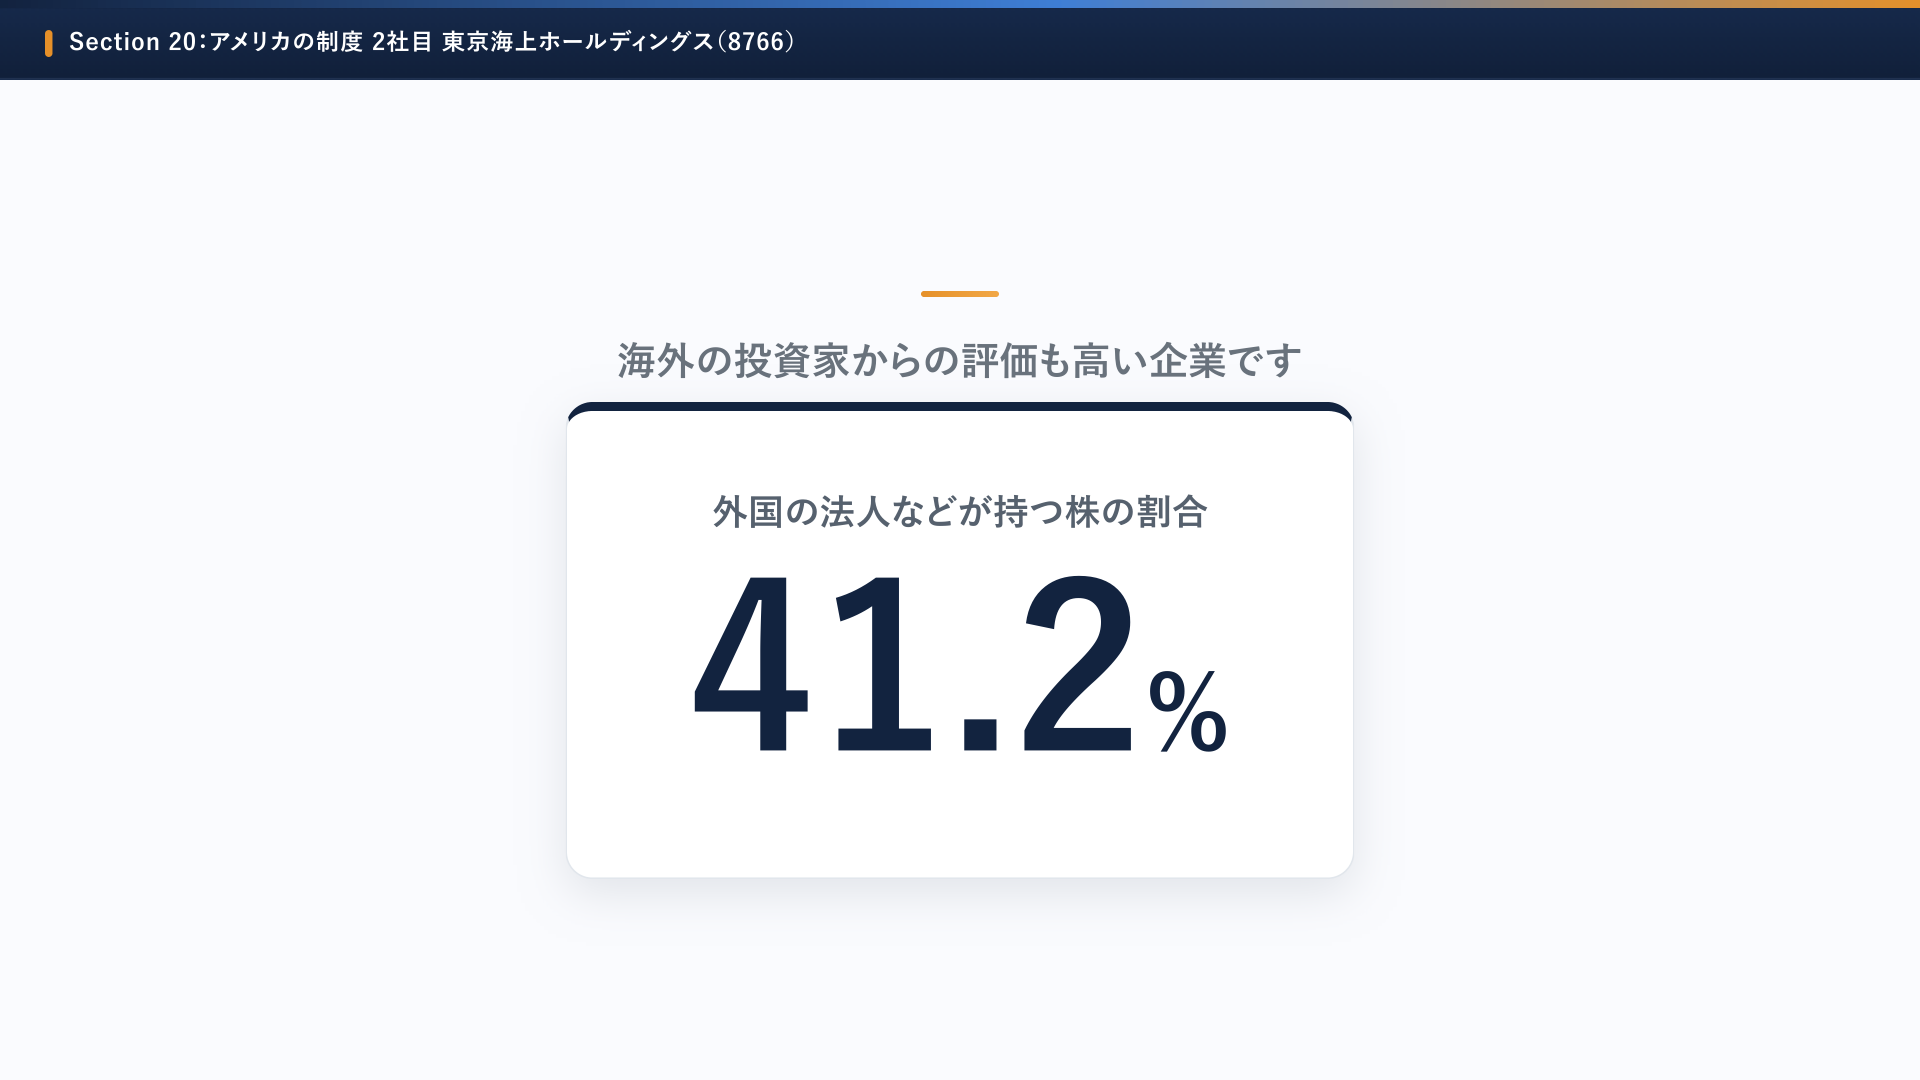 Section 20：アメリカの制度 2社目 東京海上ホールディングス（8766）
海外の投資家からの評価も高い企業です
外国の法人などが持つ株の割合
41.2%